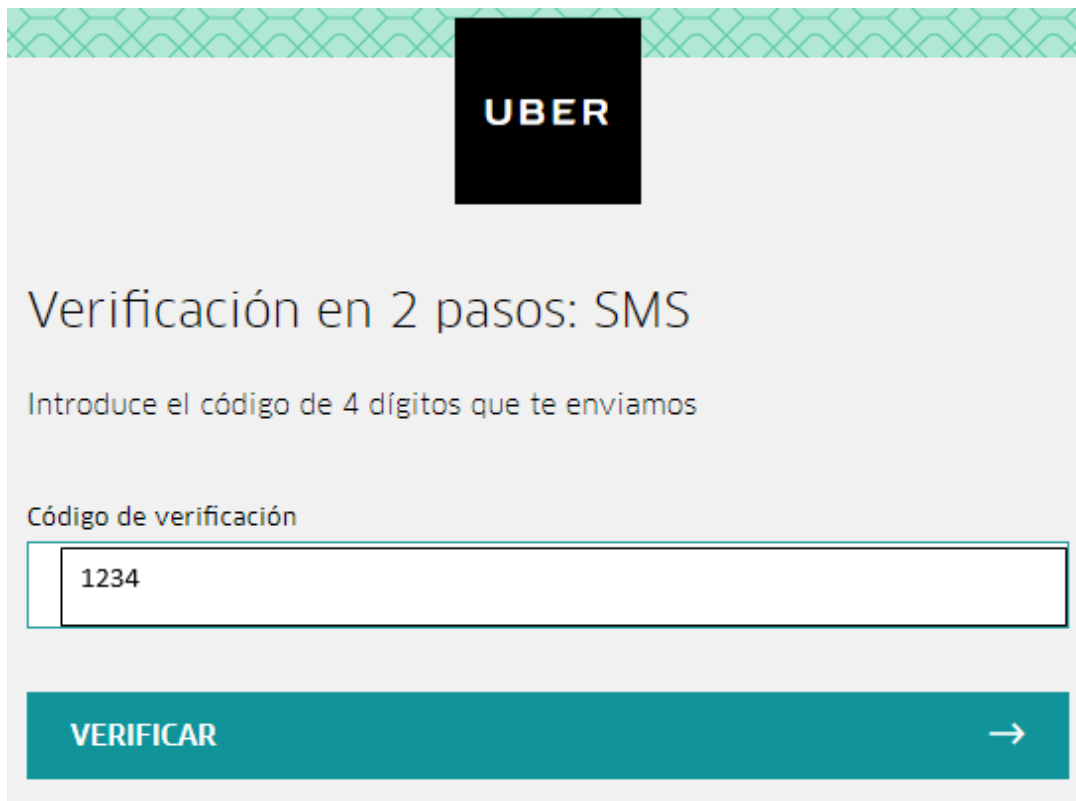 UBER
Verificación en 2 pasos: SMS
Introduce el código de 4 dígitos que te enviamos
Código de verificación
1234
VERIFICAR →